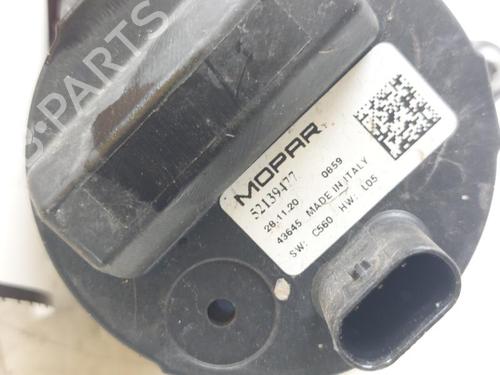 B-PARTS
MOPAR
52139477
28.11.20 0659
43645 MADE IN ITALY
SW: C560 HW: L05